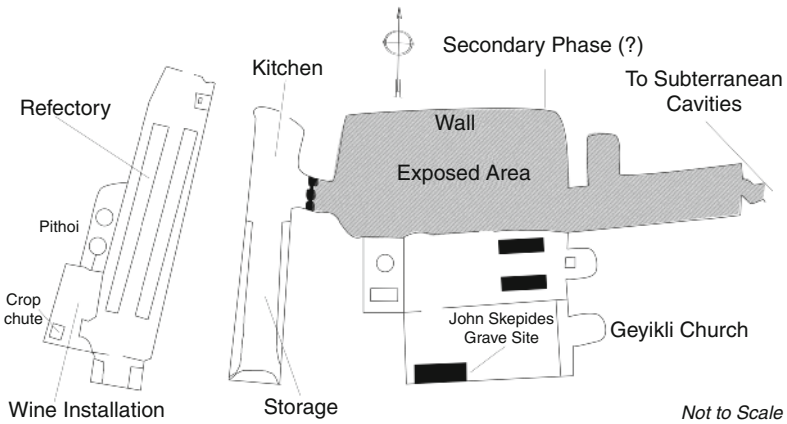 Secondary Phase (?)
Kitchen
To Subterranean
Cavities
Refectory
Wall
Exposed Area
Pithoi
Crop
chute
John Skepides
Grave Site
Geyikli Church
Wine Installation
Storage
Not to Scale